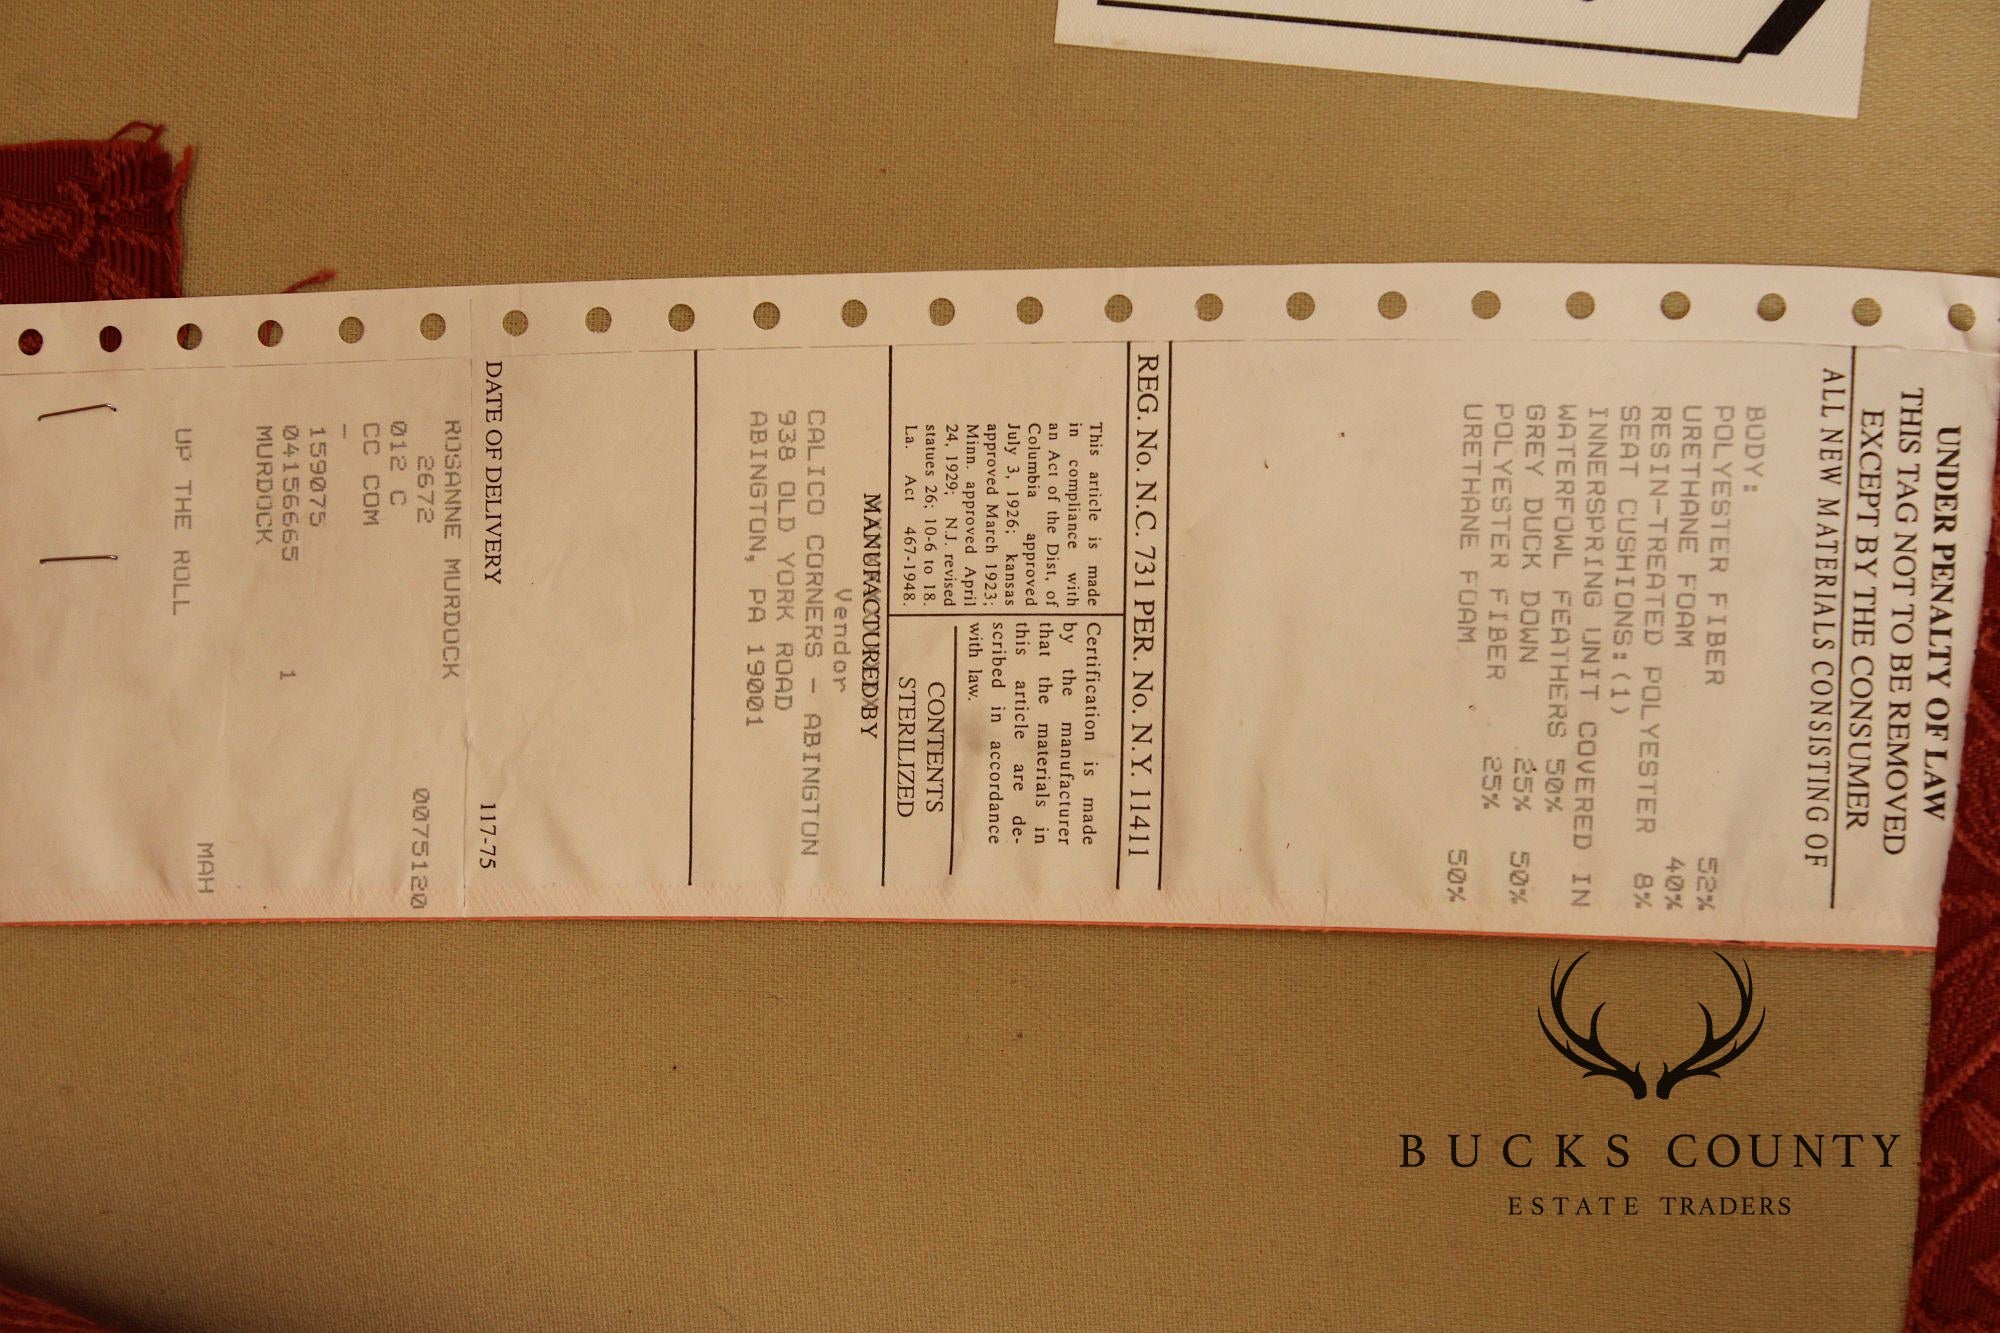 UNDER PENALTY OF LAW
THIS TAG NOT TO BE REMOVED
EXCEPT BY THE CONSUMER
ALL NEW MATERIALS CONSISTING OF
BODY:
POLYESTER FIBER 52%
URETHANE FOAM 40%
RESIN-TREATED POLYESTER 8%
SEAT CUSHIONS:(1)
INNERSPRING UNIT COVERED IN
WATERFOWL FEATHERS 50%
GREY DUCK DOWN 25% 50%
POLYESTER FIBER 25%
URETHANE FOAM 50%
REG. No. N.C. 731 PER. No. N.Y. 11411
This article is made
in compliance with
an Act of the Dist, of
Columbia approved
July 3, 1926; kansas
approved March 1923;
Minn. approved April
24, 1929; N.J. revised
statues 26; 10-6 to 18.
La. Act 467-1948.
Certification is made
by the manufacturer
that the materials in
this article are de-
scribed in accordance
with law.
CONTENTS
STERILIZED
MANUFACTURED BY
Vendor
CALICO CORNERS - ABINGTON
938 OLD YORK ROAD
ABINGTON, PA 19001
DATE OF DELIVERY 117-75
ROSANNE MURDOCK
2672 0075120
012 C
CC COM
-
159075
04156665 1
MURDOCK
MAH
UP THE ROLL
BUCKS COUNTY
ESTATE TRADERS